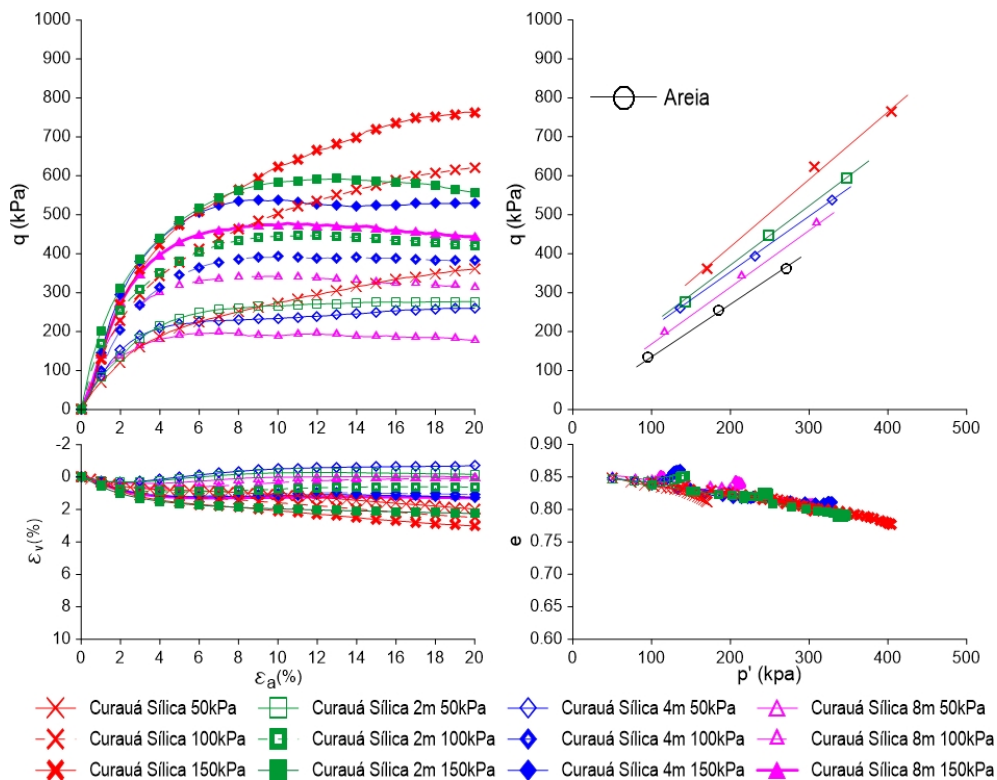 1000
900
800
700
600
500
400
300
200
100
0
q (kPa)
0 2 4 6 8 10 12 14 16 18 20
1000
900
800
700
600
500
400
300
200
100
0
q (kPa)
Areia
0 100 200 300 400 500
-2
0
2
4
6
8
10
εv(%)
0 2 4 6 8 10 12 14 16 18 20
εa(%)
0.90
0.85
0.80
0.75
0.70
0.65
0.60
e
0 100 200 300 400 500
p' (kpa)
Curauá Sílica 50kPa
Curauá Sílica 2m 50kPa
Curauá Sílica 4m 50kPa
Curauá Sílica 8m 50kPa
Curauá Sílica 100kPa
Curauá Sílica 2m 100kPa
Curauá Sílica 4m 100kPa
Curauá Sílica 8m 100kPa
Curauá Sílica 150kPa
Curauá Sílica 2m 150kPa
Curauá Sílica 4m 150kPa
Curauá Sílica 8m 150kPa